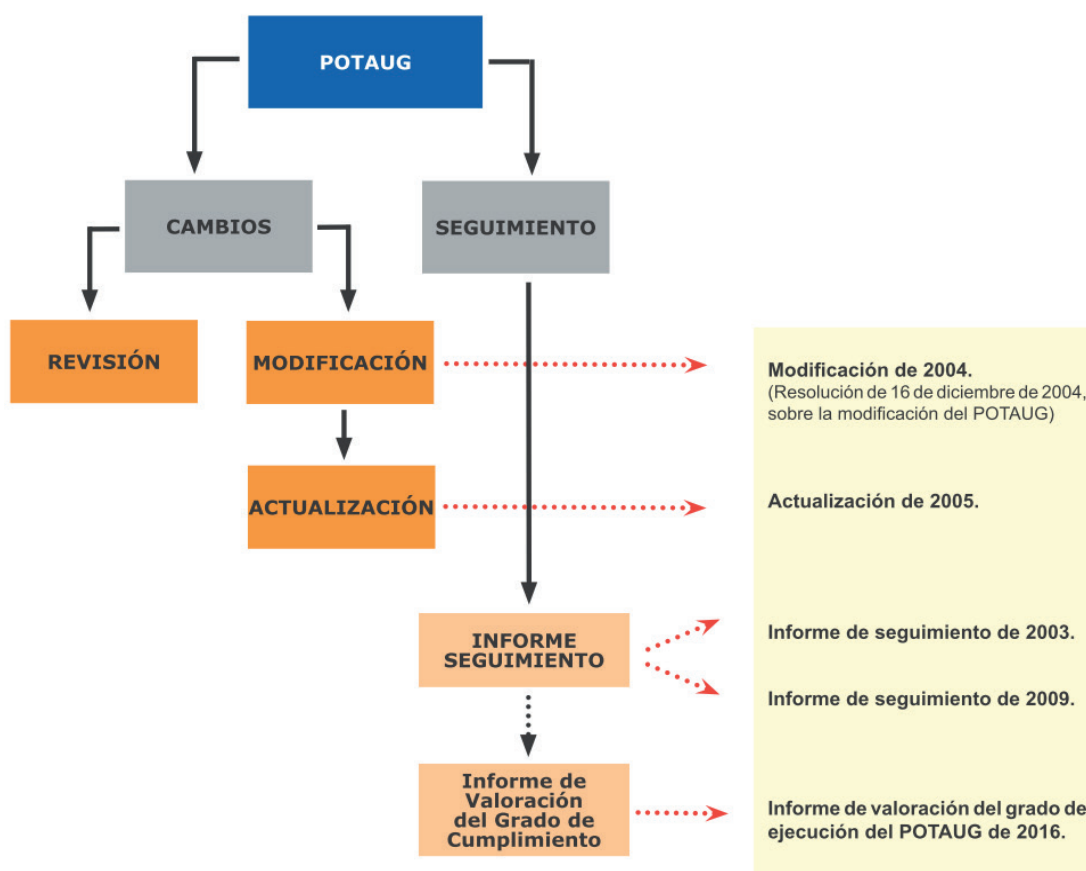 POTAUG
CAMBIOS
SEGUIMIENTO
REVISIÓN
MODIFICACIÓN
Modificación de 2004.
(Resolución de 16 de diciembre de 2004,
sobre la modificación del POTAUG)
ACTUALIZACIÓN
Actualización de 2005.
INFORME
SEGUIMIENTO
Informe de seguimiento de 2003.
Informe de seguimiento de 2009.
Informe de
Valoración
del Grado de
Cumplimiento
Informe de valoración del grado de
ejecución del POTAUG de 2016.